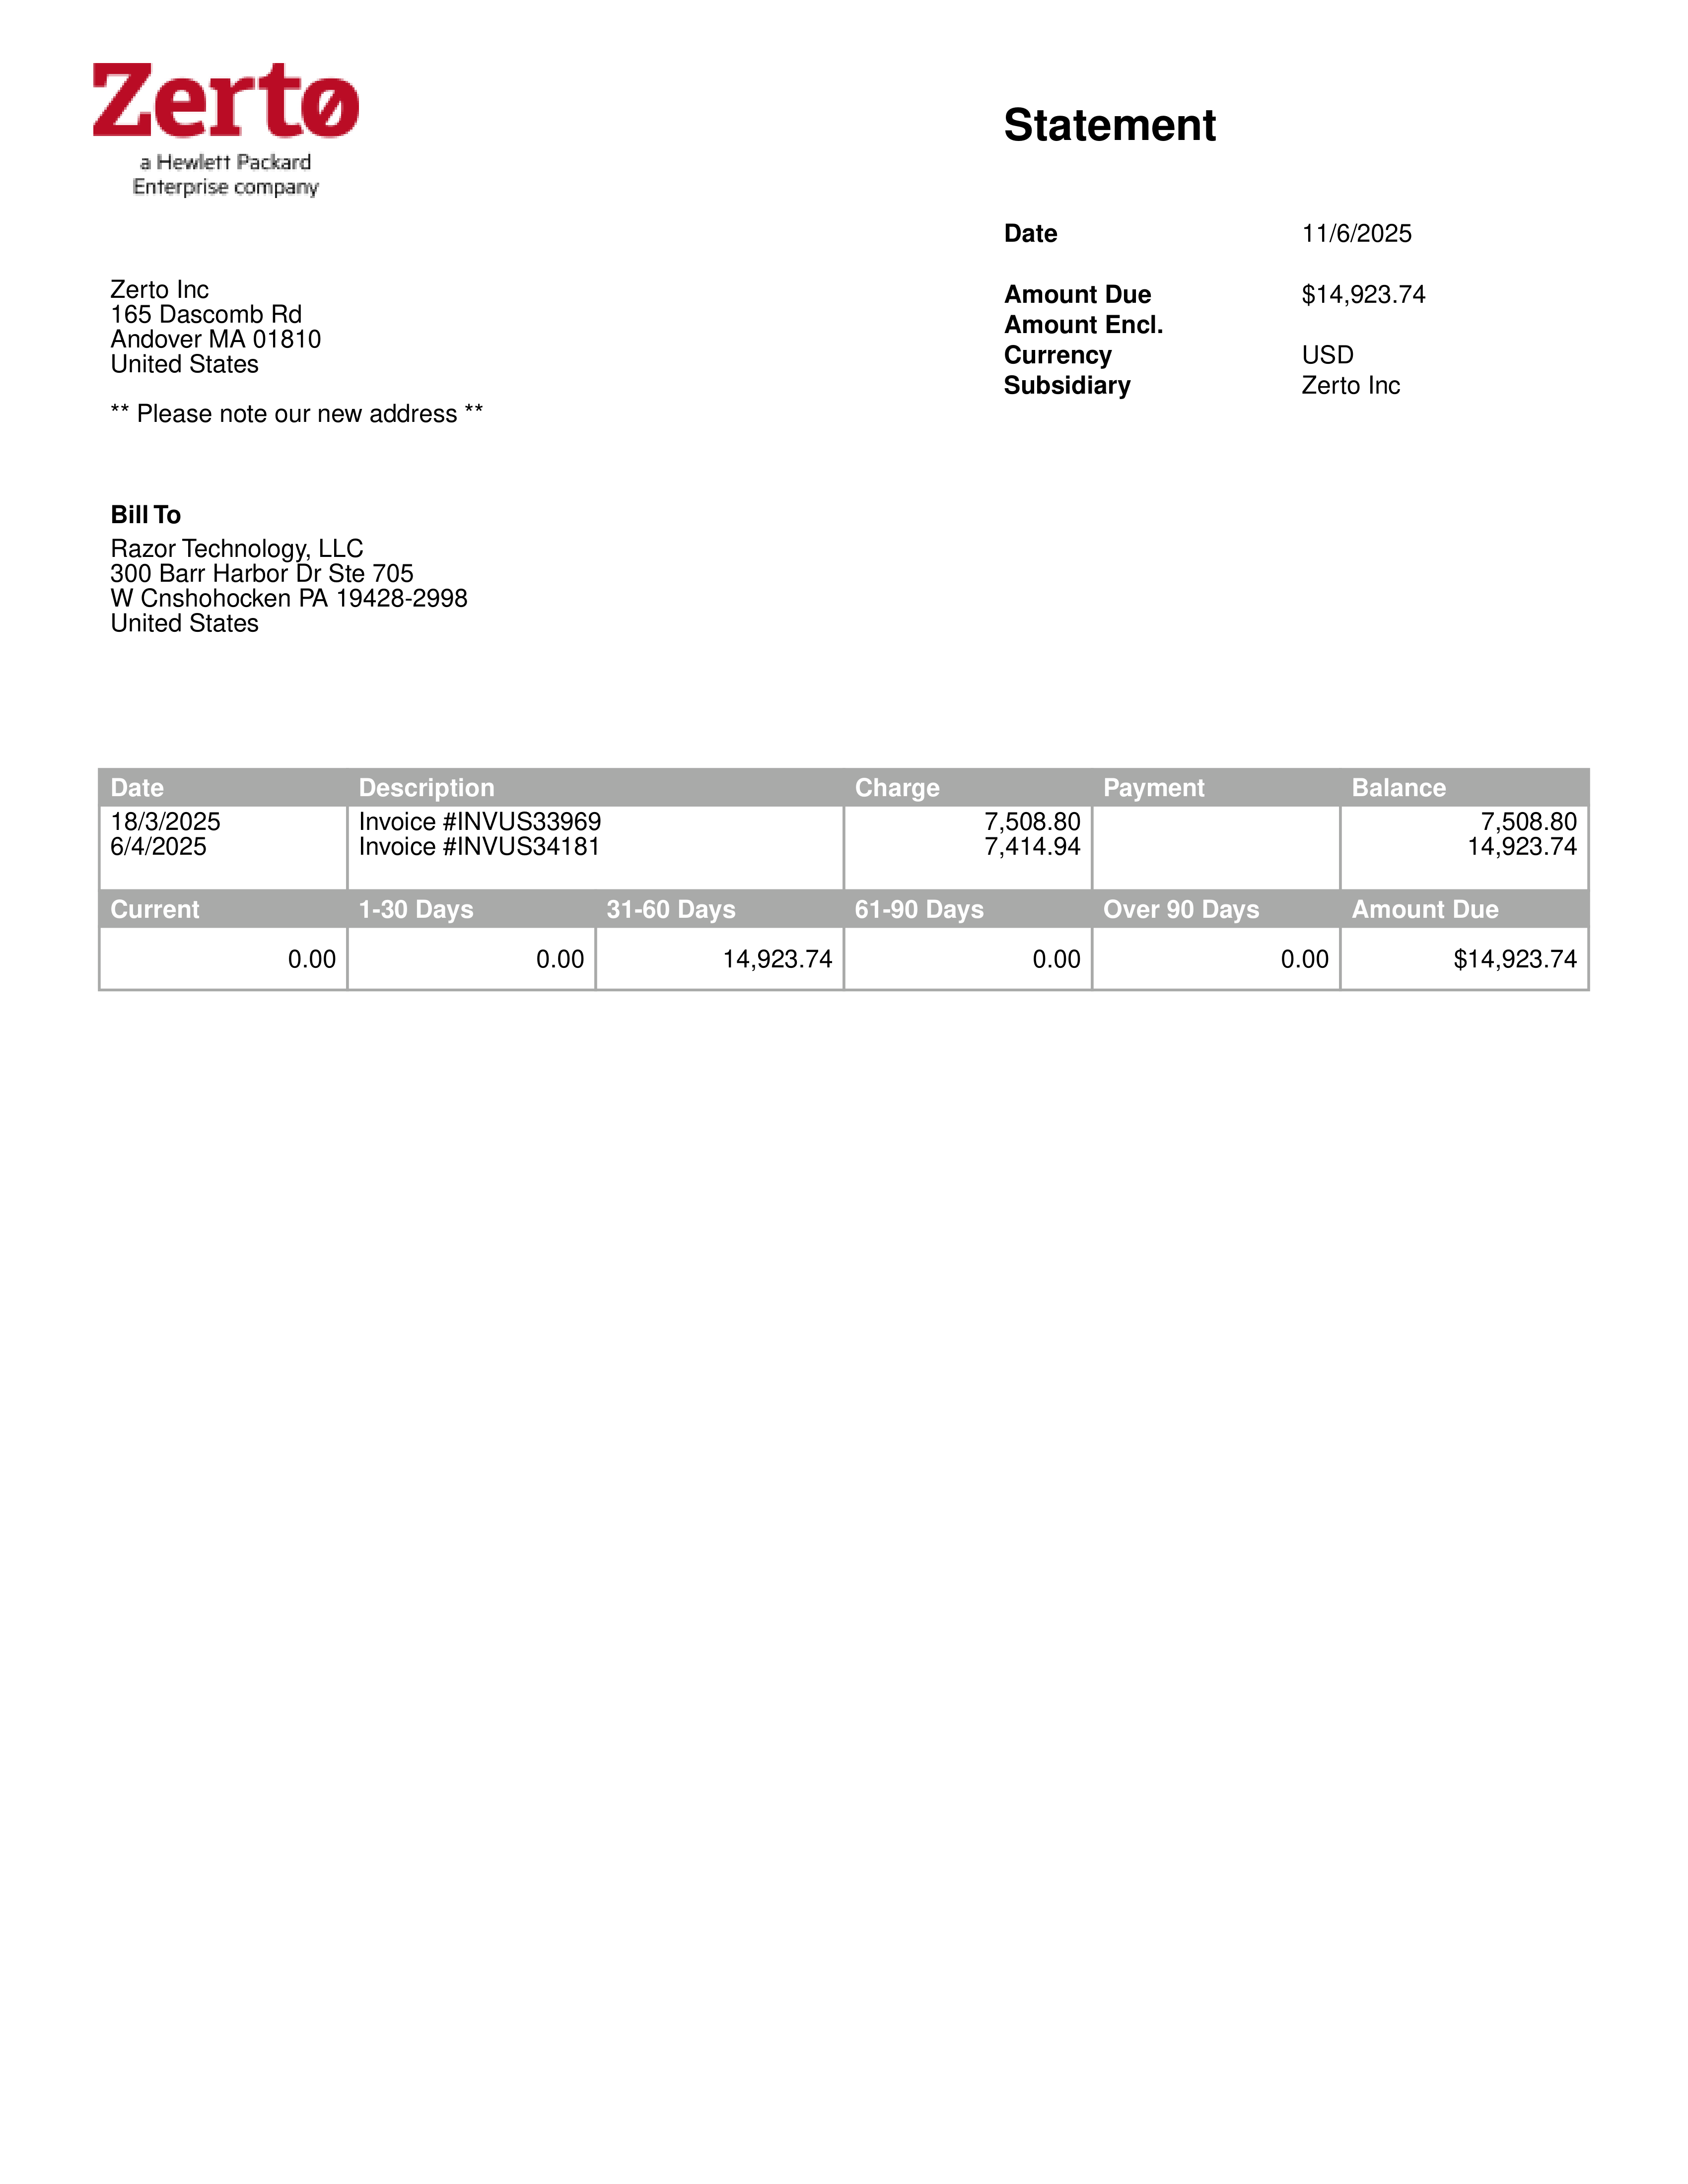 Zertø
a Hewlett Packard
Enterprise company
Statement
Date 11/6/2025
Zerto Inc
165 Dascomb Rd
Andover MA 01810
United States
** Please note our new address **
Amount Due $14,923.74
Amount Encl.
Currency USD
Subsidiary Zerto Inc
Bill To
Razor Technology, LLC
300 Barr Harbor Dr Ste 705
W Cnshohocken PA 19428-2998
United States
Date Description Charge Payment Balance
18/3/2025 Invoice #INVUS33969 7,508.80 7,508.80
6/4/2025 Invoice #INVUS34181 7,414.94 14,923.74
Current 1-30 Days 31-60 Days 61-90 Days Over 90 Days Amount Due
0.00 0.00 14,923.74 0.00 0.00 $14,923.74